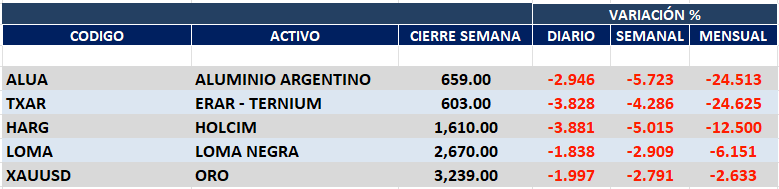 VARIACIÓN %
CODIGO ACTIVO CIERRE SEMANA DIARIO SEMANAL MENSUAL
ALUA ALUMINIO ARGENTINO 659.00 -2.946 -5.723 -24.513
TXAR ERAR - TERNIUM 603.00 -3.828 -4.286 -24.625
HARG HOLCIM 1,610.00 -3.881 -5.015 -12.500
LOMA LOMA NEGRA 2,670.00 -1.838 -2.909 -6.151
XAUUSD ORO 3,239.00 -1.997 -2.791 -2.633